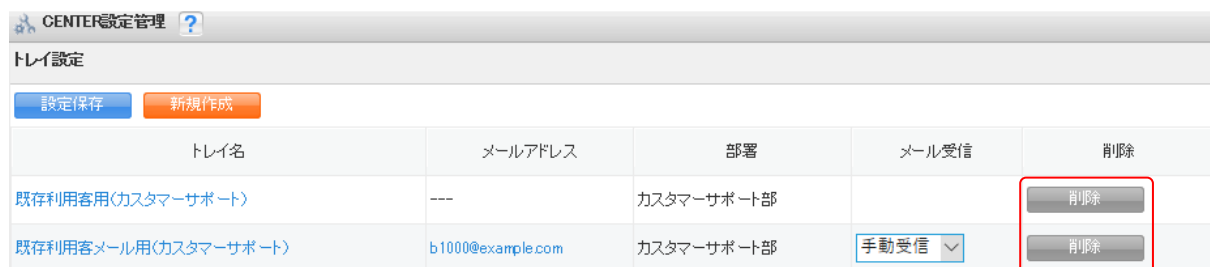 CENTER設定管理 ?
トレイ設定
設定保存 新規作成
トレイ名 メールアドレス 部署 メール受信 削除
既存利用客用(カスタマーサポート) --- カスタマーサポート部 削除
既存利用客メール用(カスタマーサポート) b1000@example.com カスタマーサポート部 手動受信 削除